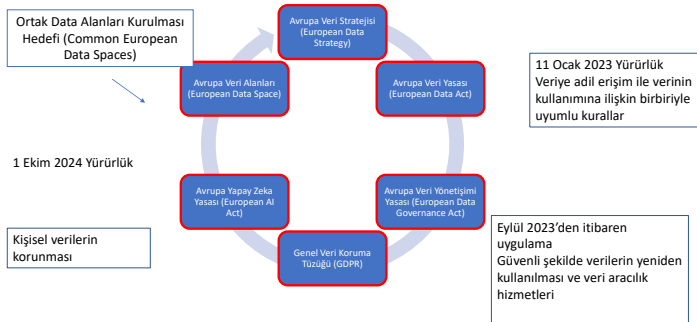 Ortak Data Alanları Kurulması
Hedefi (Common European
Data Spaces)
Avrupa Veri Stratejisi
(European Data
Strategy)
Avrupa Veri Alanları
(European Data Space)
Avrupa Veri Yasası
(European Data Act)
11 Ocak 2023 Yürürlük
Veriye adil erişim ile verinin
kullanımına ilişkin birbiriyle
uyumlu kurallar
1 Ekim 2024 Yürürlük
Avrupa Yapay Zeka
Yasası (European AI
Act)
Avrupa Veri Yönetişimi
Yasası (European Data
Governance Act)
Kişisel verilerin
korunması
Genel Veri Koruma
Tüzüğü (GDPR)
Eylül 2023'den itibaren
uygulama
Güvenli şekilde verilerin yeniden
kullanılması ve veri aracılık
hizmetleri